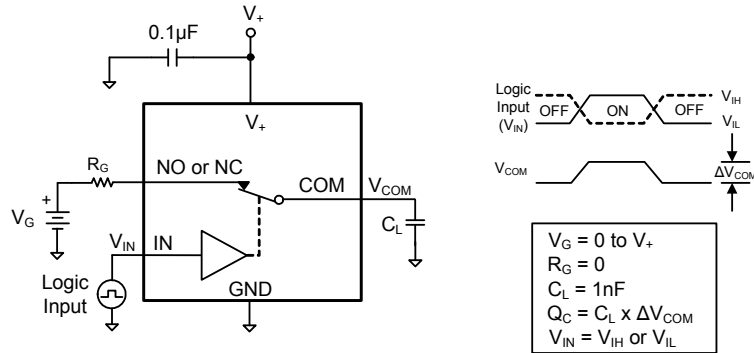 V+
0.1µF
V+
RG
NO or NC
COM
VCOM
VG
+
CL
VIN
IN
Logic
Input
GND
Logic
Input
(VIN)
OFF
ON
OFF
VIH
VIL
VCOM
ΔVCOM
VG = 0 to V+
RG = 0
CL = 1nF
QC = CL x ΔVCOM
VIN = VIH or VIL